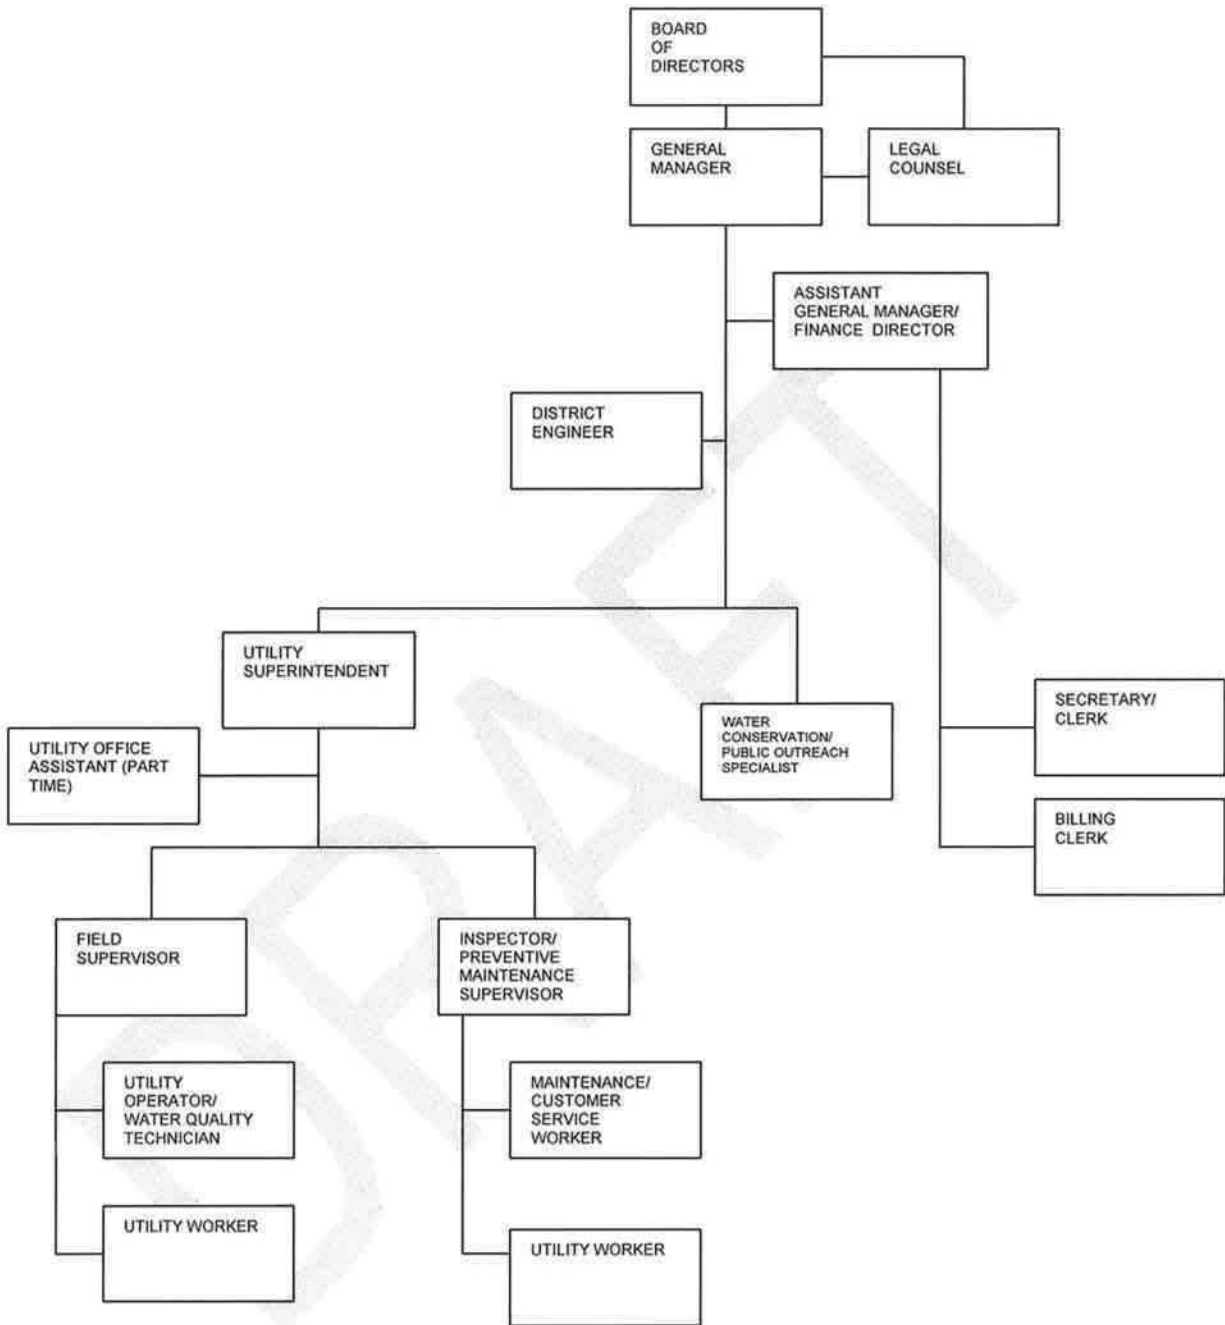 BOARD
OF
DIRECTORS
GENERAL
MANAGER
LEGAL
COUNSEL
ASSISTANT
GENERAL MANAGER/
FINANCE DIRECTOR
DISTRICT
ENGINEER
UTILITY
SUPERINTENDENT
SECRETARY/
CLERK
WATER
CONSERVATION/
PUBLIC OUTREACH
SPECIALIST
UTILITY OFFICE
ASSISTANT (PART
TIME)
BILLING
CLERK
FIELD
SUPERVISOR
INSPECTOR/
PREVENTIVE
MAINTENANCE
SUPERVISOR
UTILITY
OPERATOR/
WATER QUALITY
TECHNICIAN
MAINTENANCE/
CUSTOMER
SERVICE
WORKER
UTILITY WORKER
UTILITY WORKER
DRAFT